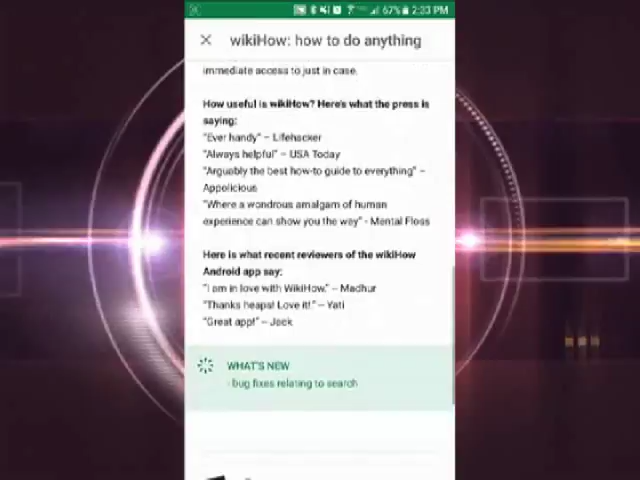 67% 2:33 PM
wikiHow: how to do anything
immediate access to just in case.
How useful is wikiHow? Here's what the press is
saying:
"Ever handy" – Lifehacker
"Always helpful" – USA Today
"Arguably the best how-to guide to everything" –
Appolicious
"Where a wondrous amalgam of human
experience can show you the way" - Mental Floss
Here is what recent reviewers of the wikiHow
Android app say:
"I am in love with WikiHow." – Madhur
"Thanks heaps! Love it!" – Yati
"Great app!" – Jack
WHAT'S NEW
- bug fixes relating to search